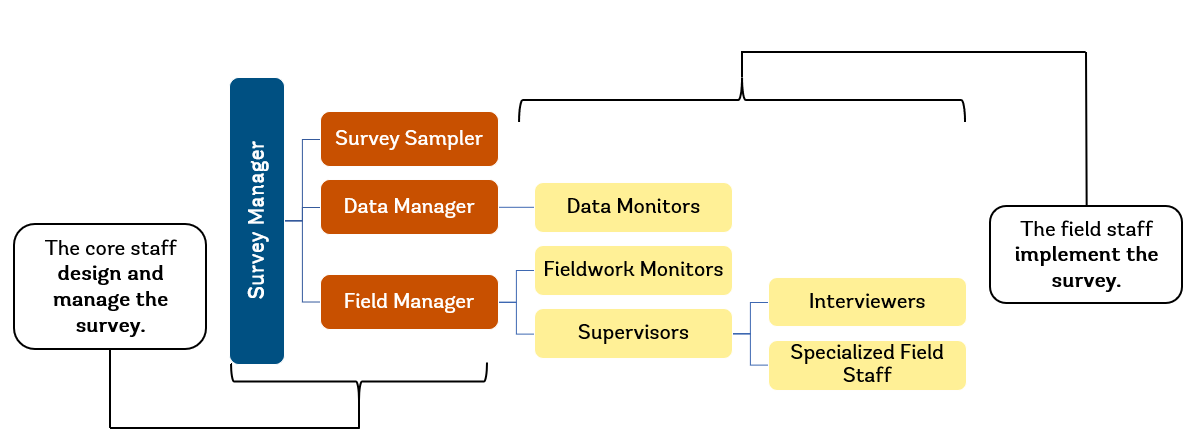 The core staff
design and
manage the
survey.
Survey Manager
Survey Sampler
Data Manager
Field Manager
Data Monitors
Fieldwork Monitors
Supervisors
Interviewers
Specialized Field
Staff
The field staff
implement the
survey.